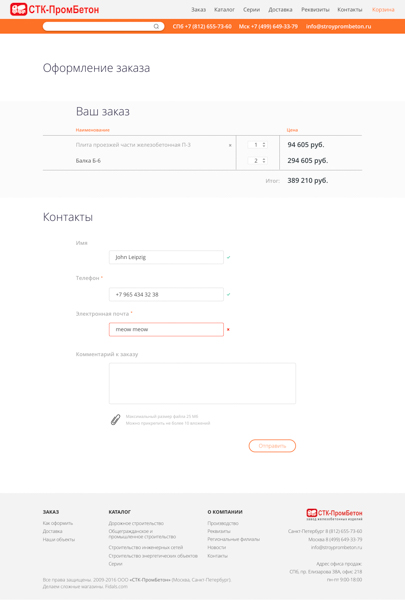 СТК-ПромБетон
Заказ Каталог Серии Доставка Реквизиты Контакты Корзина
СПб +7 (812) 655-73-60 Мск +7 (499) 649-33-79 info@stroyprombeton.ru
Оформление заказа
Ваш заказ
Наименование Цена
Плита проезжей части железобетонная П-3 × 1 94 605 руб.
Балка Б-6 2 294 605 руб.
Итог: 389 210 руб.
Контакты
Имя
John Leipzig
Телефон *
+7 965 434 32 38
Электронная почта *
meow meow
Комментарий к заказу
Максимальный размер файла 25 Мб
Можно прикрепить не более 10 вложений
Отправить
ЗАКАЗ
Как оформить
Доставка
Наши объекты
КАТАЛОГ
Дорожное строительство
Общегражданское и
промышленное строительство
Строительство инженерных сетей
Строительство энергетических объектов
Серии
О КОМПАНИИ
Производство
Реквизиты
Региональные филиалы
Новости
Контакты
СТК-ПромБетон
ЗАВОД ЖЕЛЕЗОБЕТОННЫХ ИЗДЕЛИЙ
Санкт-Петербург 8 (812) 655-73-60
Москва 8 (499) 649-33-79
info@stroyprombeton.ru
Адрес офиса продаж:
СПб, пр. Елизарова 38А, офис 218
пн-пт 9:00-18:00
Все права защищены. 2009-2016 ООО «СТК-ПромБетон» (Москва, Санкт-Петербург)
Делаем сложные магазины. Fidals.com